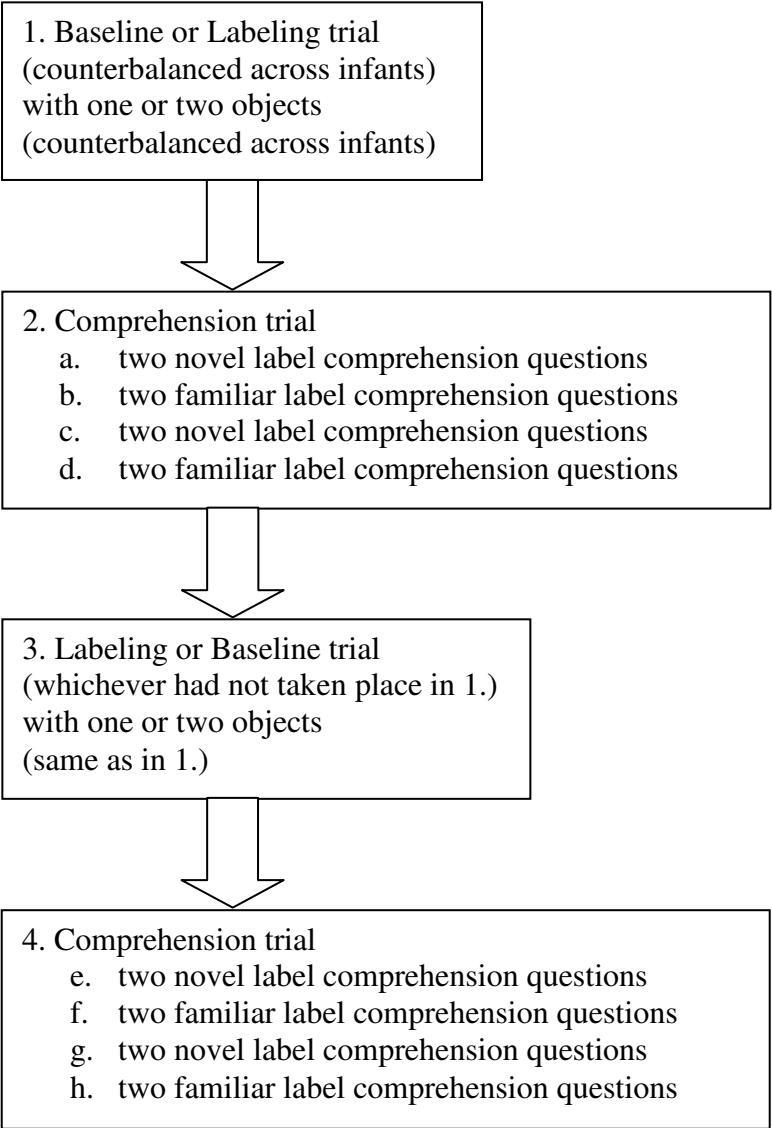 1. Baseline or Labeling trial
(counterbalanced across infants)
with one or two objects
(counterbalanced across infants)
2. Comprehension trial
a. two novel label comprehension questions
b. two familiar label comprehension questions
c. two novel label comprehension questions
d. two familiar label comprehension questions
3. Labeling or Baseline trial
(whichever had not taken place in 1.)
with one or two objects
(same as in 1.)
4. Comprehension trial
e. two novel label comprehension questions
f. two familiar label comprehension questions
g. two novel label comprehension questions
h. two familiar label comprehension questions